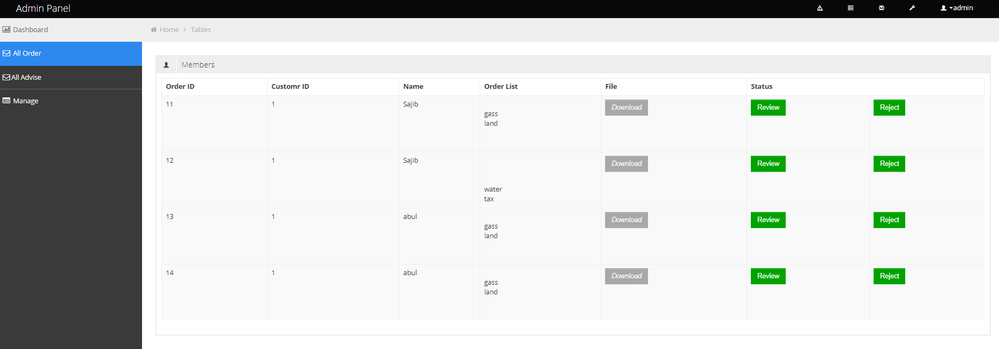 Admin Panel
admin
Dashboard
Home > Tables
All Order
All Advise
Manage
Members
Order ID Customr ID Name Order List File Status
11 1 Sajib Download Review Reject
gass
land
12 1 Sajib Download Review Reject
water
tax
13 1 abul Download Review Reject
gass
land
14 1 abul Download Review Reject
gass
land